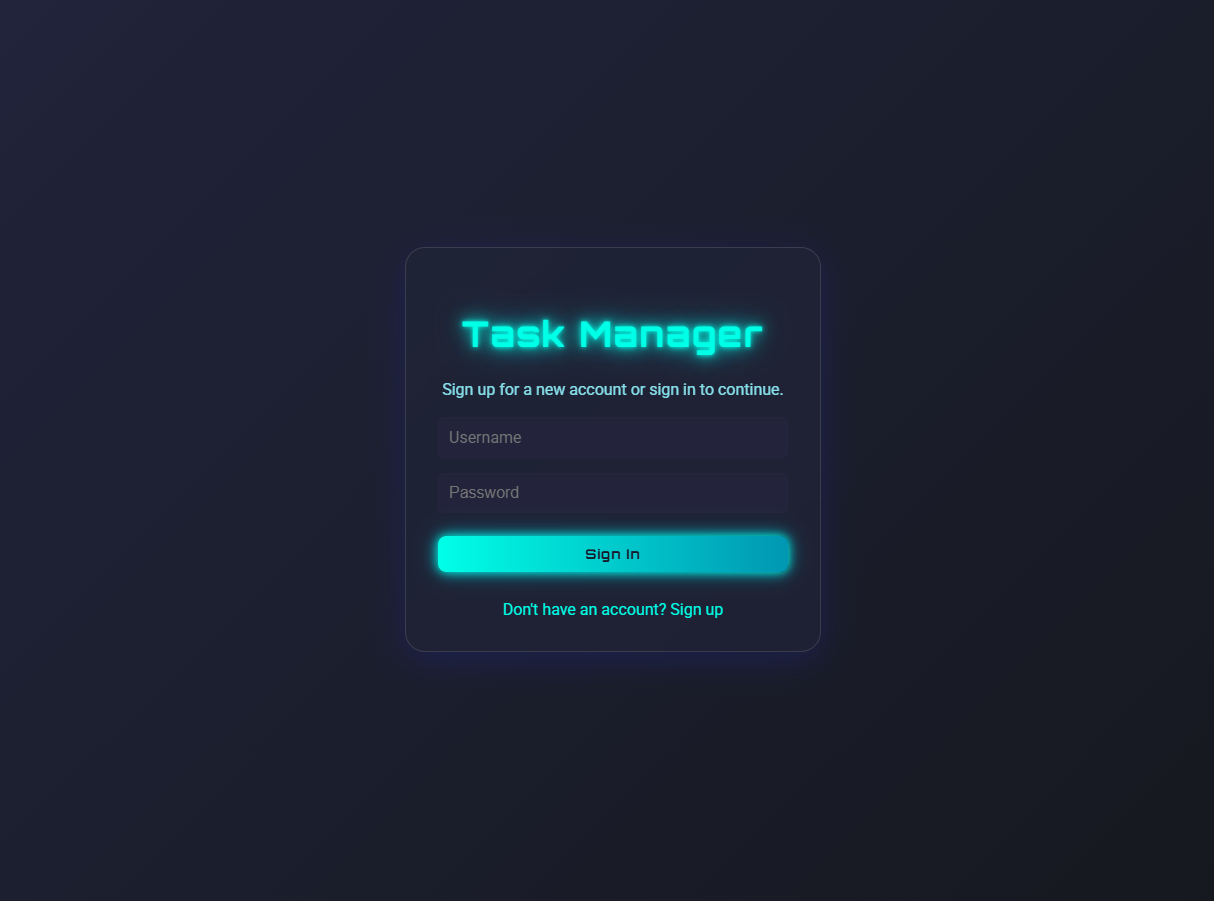 Task Manager
Sign up for a new account or sign in to continue.
Username
Password
Sign In
Don't have an account? Sign up